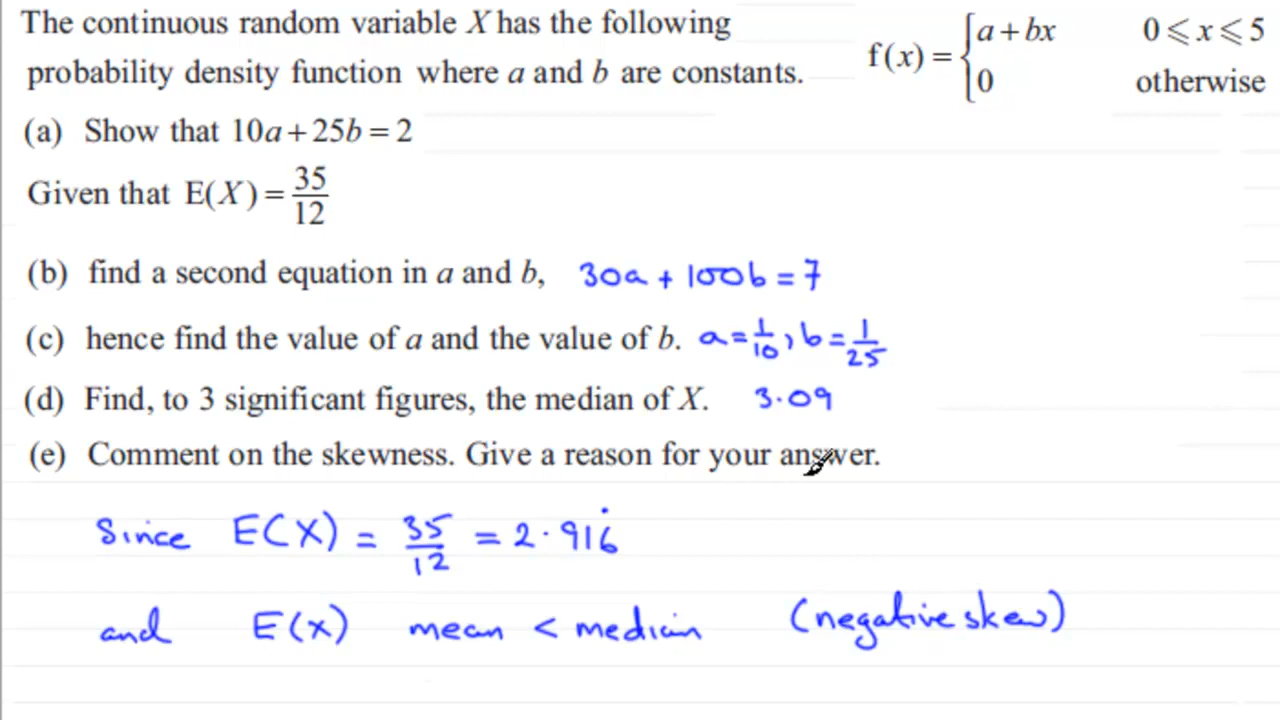 The continuous random variable X has the following
probability density function where a and b are constants.
f(x) = { a + bx 0 ⩽ x ⩽ 5
0 otherwise
(a) Show that 10a + 25b = 2
Given that E(X) = 35/12
(b) find a second equation in a and b, 30a + 100b = 7
(c) hence find the value of a and the value of b. a = 1/10, b = 1/25
(d) Find, to 3 significant figures, the median of X. 3.09
(e) Comment on the skewness. Give a reason for your answer.
Since E(X) = 35/12 = 2.916̇
and E(X) mean < median (negative skew)